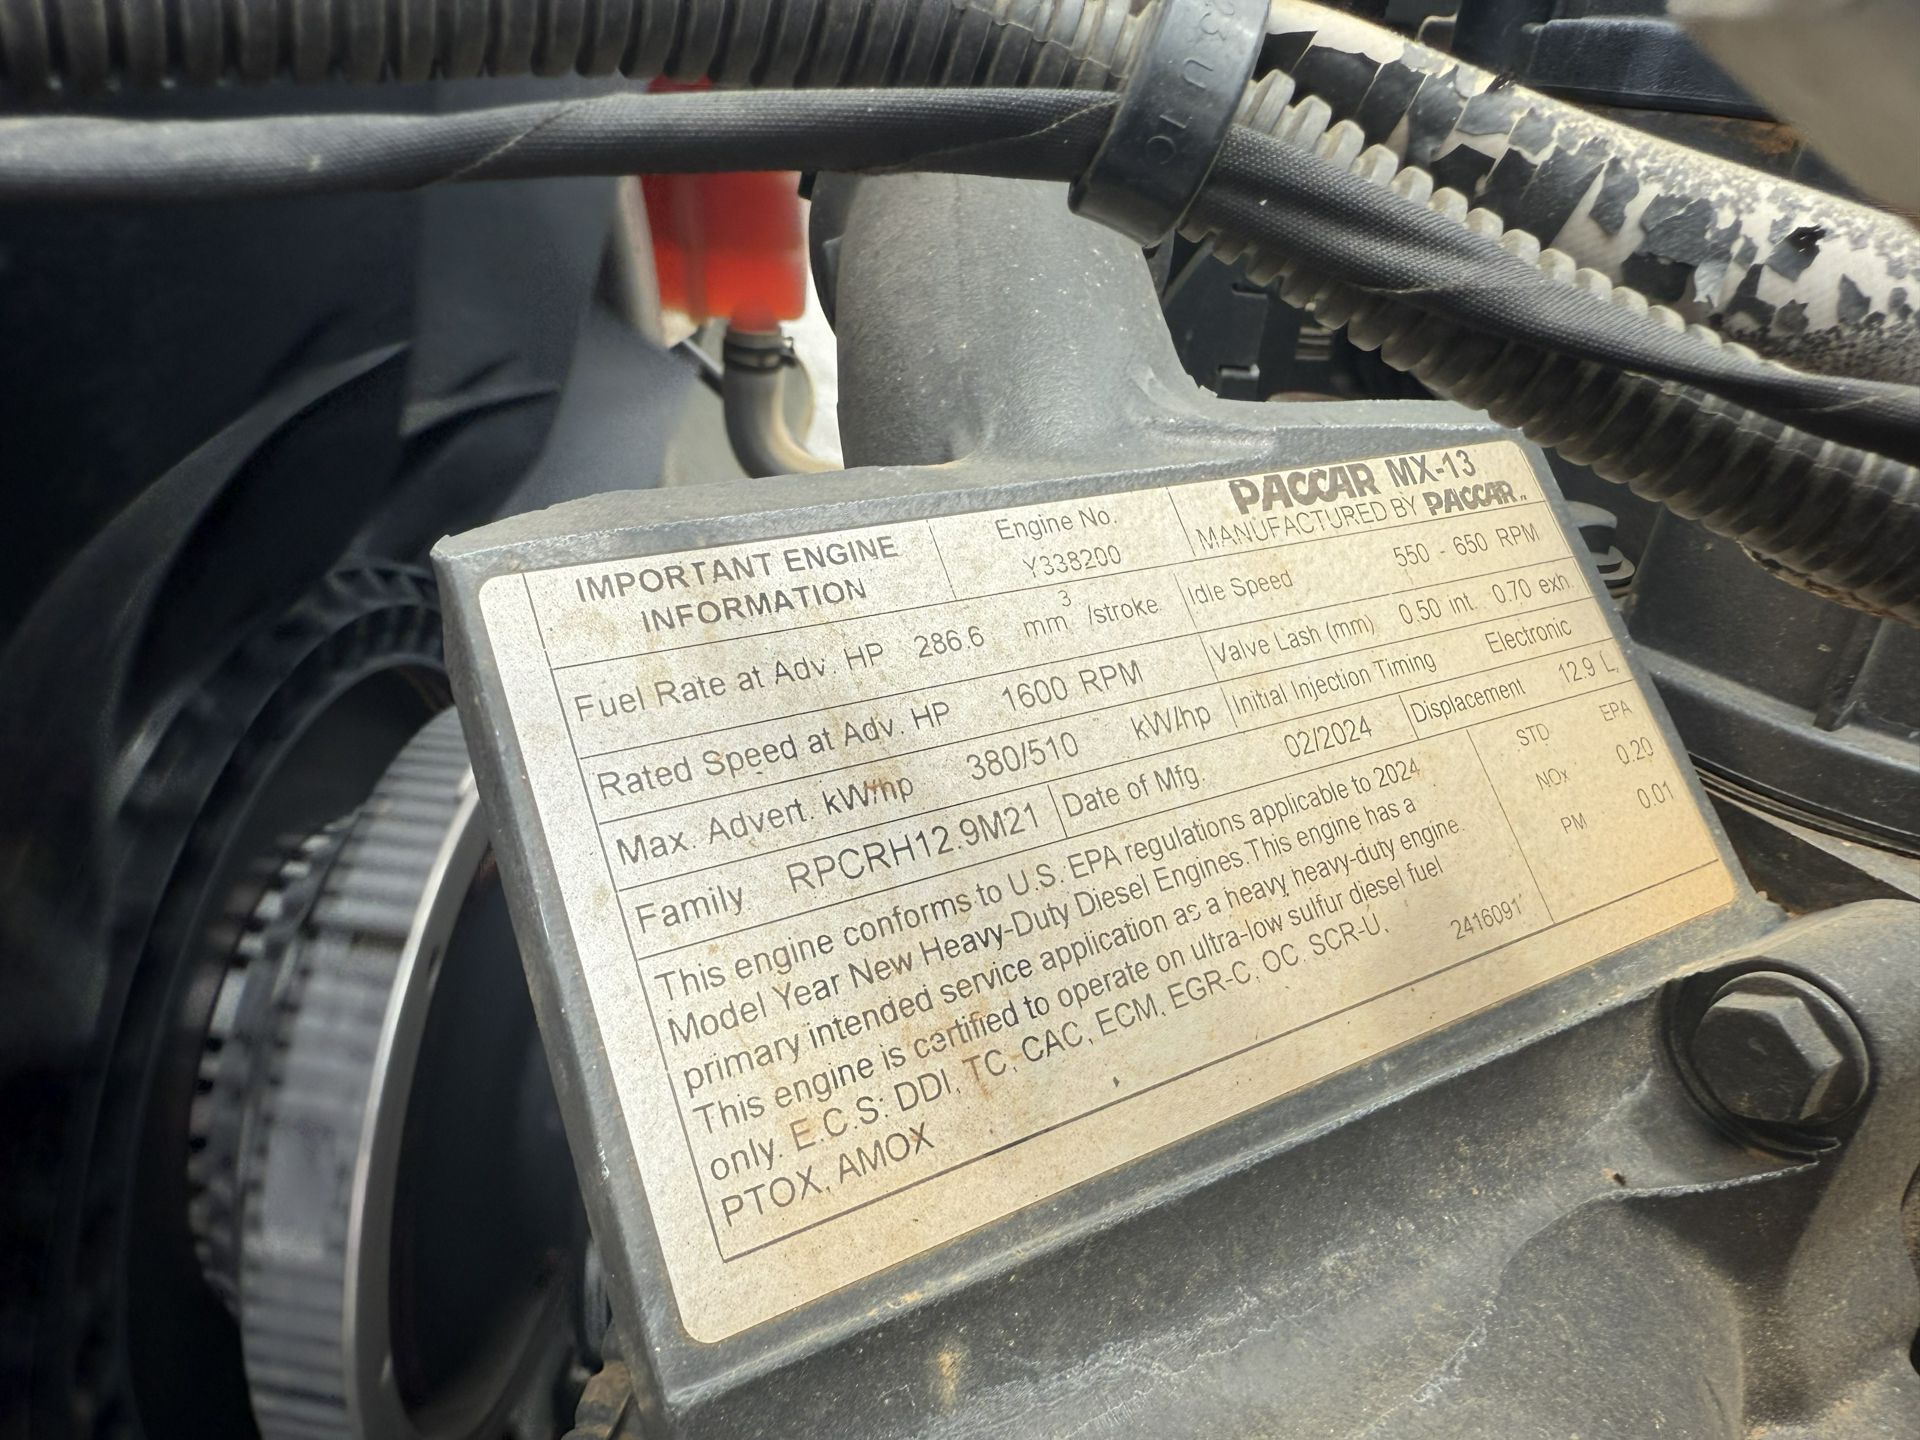 23 U TC
PACCAR MX-13
MANUFACTURED BY PACCAR
IMPORTANT ENGINE
INFORMATION
Engine No.
Y338200
Fuel Rate at Adv. HP 286.6 mm3 /stroke
Idle Speed 550 - 650 RPM
Rated Speed at Adv. HP 1600 RPM
Valve Lash (mm) 0.50 int. 0.70 exh.
Max. Advert. kW/hp 380/510 kW/hp
Initial Injection Timing Electronic
Family RPCRH12.9M21
Date of Mfg. 02/2024
Displacement 12.9 L,
This engine conforms to U.S. EPA regulations applicable to 2024
Model Year New Heavy-Duty Diesel Engines.This engine has a
primary intended service application as a heavy heavy-duty engine.
This engine is certified to operate on ultra-low sulfur diesel fuel
only. E.C.S: DDI, TC, CAC, ECM, EGR-C, OC, SCR-U,
PTOX, AMOX
2416091
STD EPA
NOx 0.20
PM 0.01